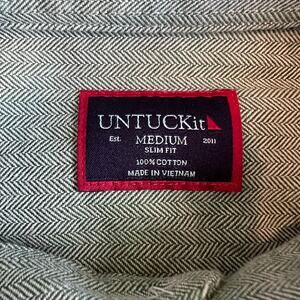 UNTUCKit
Est. MEDIUM 2011
SLIM FIT
100% COTTON
MADE IN VIETNAM